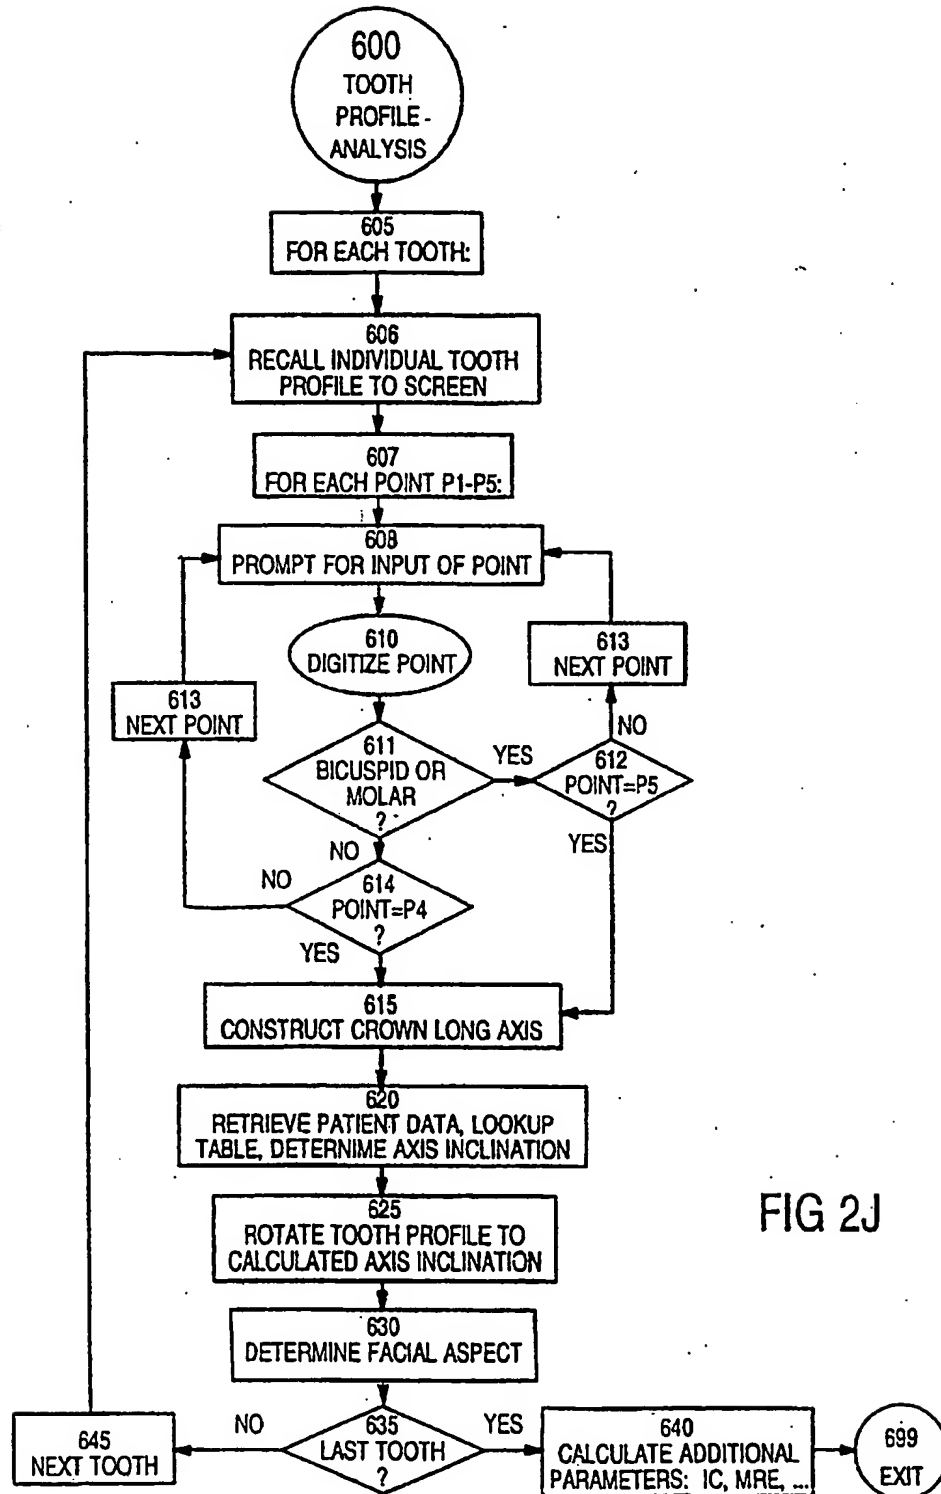 600
TOOTH
PROFILE -
ANALYSIS
605
FOR EACH TOOTH:
606
RECALL INDIVIDUAL TOOTH
PROFILE TO SCREEN
607
FOR EACH POINT P1-P5:
608
PROMPT FOR INPUT OF POINT
610
DIGITIZE POINT
613
NEXT POINT
613
NEXT POINT
611
BICUSPID OR
MOLAR
?
YES
NO
612
POINT=P5
?
NO
YES
614
POINT=P4
?
NO
YES
615
CONSTRUCT CROWN LONG AXIS
620
RETRIEVE PATIENT DATA, LOOKUP
TABLE, DETERNIME AXIS INCLINATION
625
ROTATE TOOTH PROFILE TO
CALCULATED AXIS INCLINATION
FIG 2J
630
DETERMINE FACIAL ASPECT
635
LAST TOOTH
?
NO
YES
645
NEXT TOOTH
640
CALCULATE ADDITIONAL
PARAMETERS: IC, MRE, ...
699
EXIT